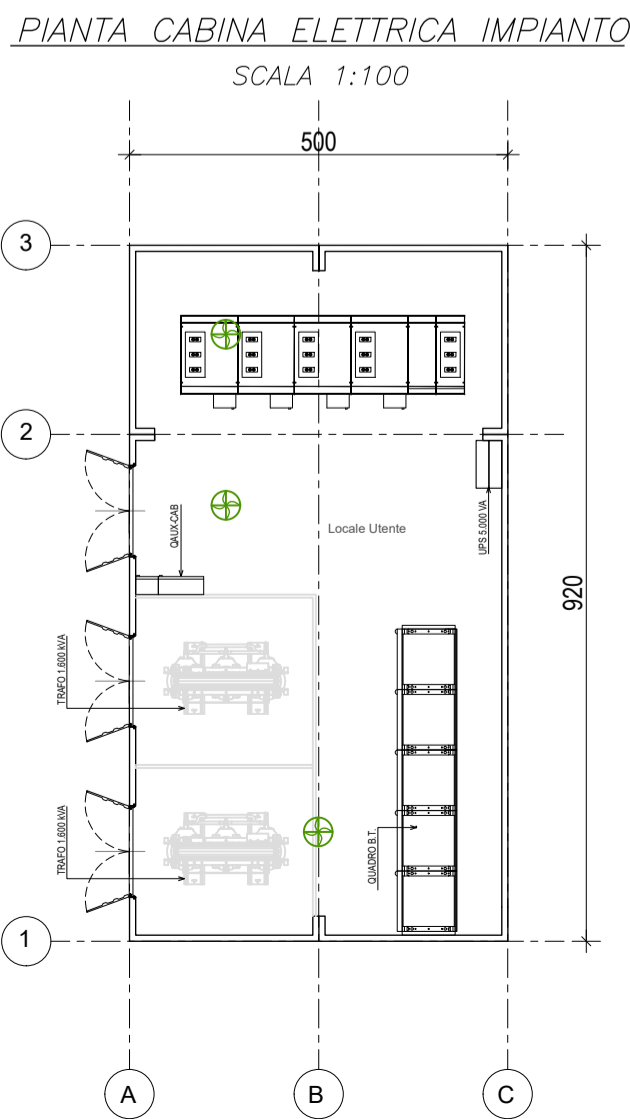 PIANTA CABINA ELETTRICA IMPIANTO
SCALA 1:100
500
3
2
QAUX-CAB
Locale Utente
UPS 5.000 VA
920
TRAFO 1.600 kVA
TRAFO 1.600 kVA
QUADRO B.T.
1
A
B
C